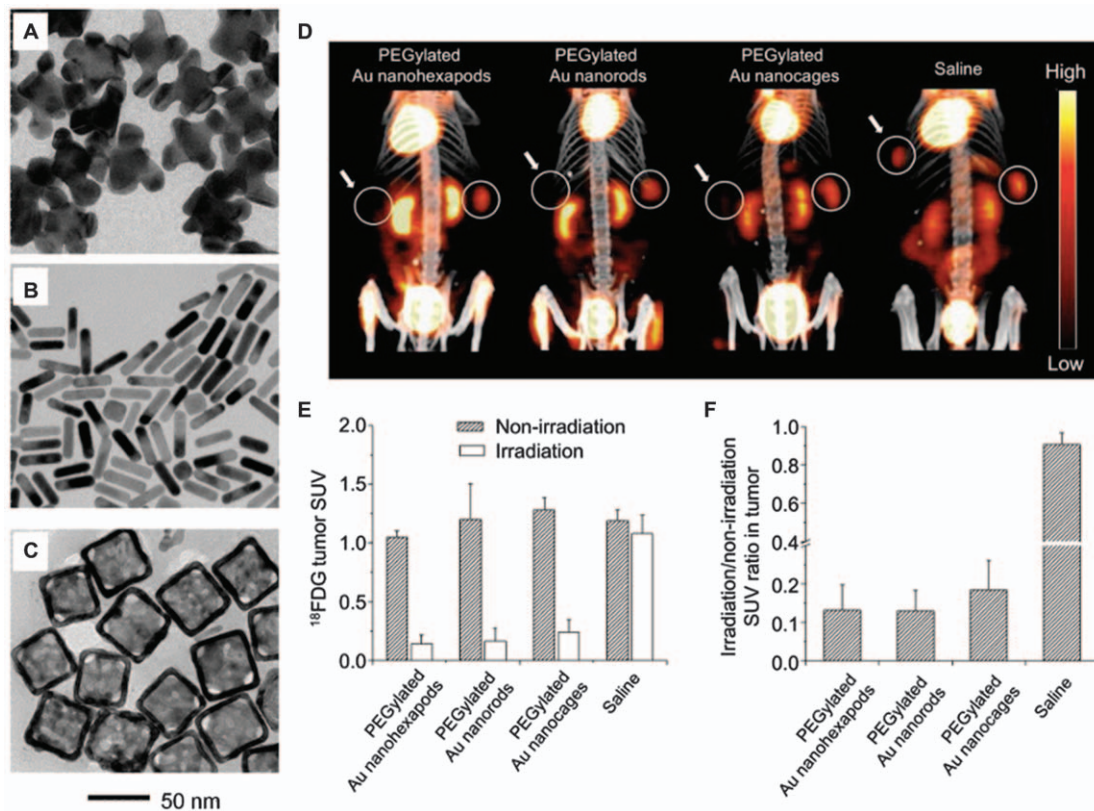 A
B
C
50 nm
D
PEGylated
Au nanohexapods
PEGylated
Au nanorods
PEGylated
Au nanocages
Saline
High
Low
E
2.0
1.5
1.0
0.5
0.0
¹⁸FDG tumor SUV
Non-irradiation
Irradiation
PEGylated
Au nanohexapods
PEGylated
Au nanorods
PEGylated
Au nanocages
Saline
F
1.0
0.8
0.6
0.4
0.2
0.1
0.0
Irradiation/non-irradiation
SUV ratio in tumor
PEGylated
Au nanohexapods
PEGylated
Au nanorods
PEGylated
Au nanocages
Saline